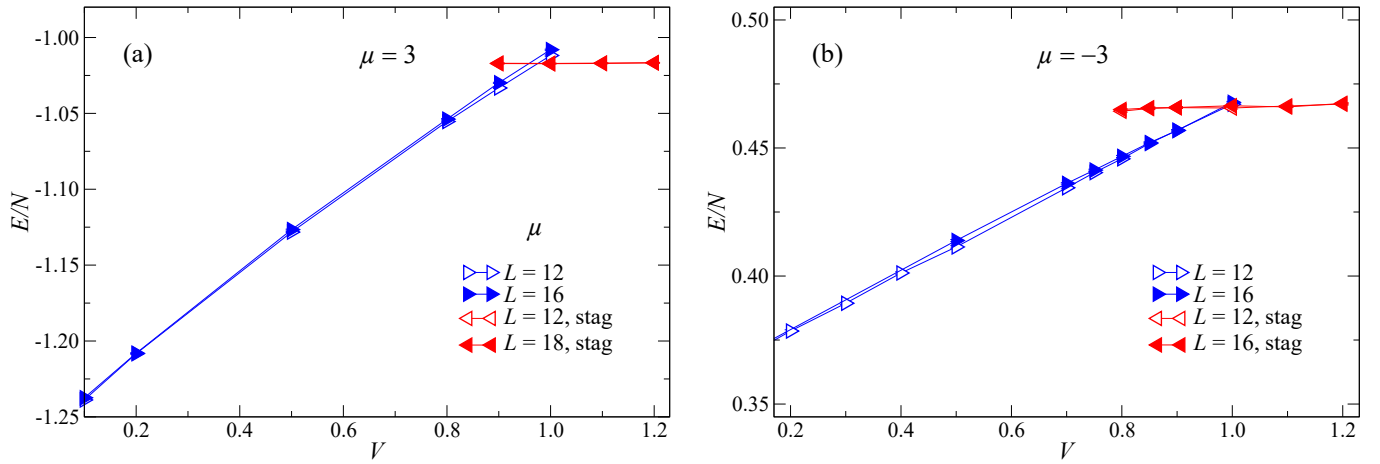 (a)
μ = 3
E/N
-1.00
-1.05
-1.10
-1.15
-1.20
-1.25
μ
L = 12
L = 16
L = 12, stag
L = 18, stag
0.2 0.4 0.6 0.8 1.0 1.2
V
(b)
μ = −3
E/N
0.50
0.45
0.40
0.35
L = 12
L = 16
L = 12, stag
L = 16, stag
0.2 0.4 0.6 0.8 1.0 1.2
V